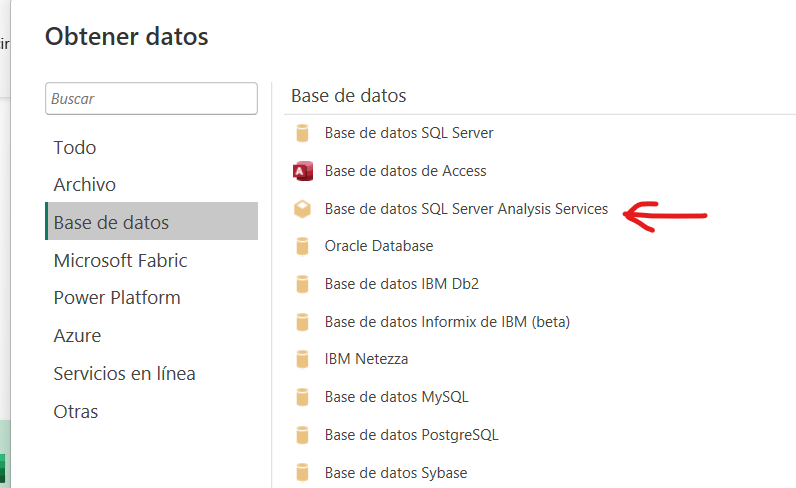 Obtener datos
cir
Buscar
Todo
Archivo
Base de datos
Microsoft Fabric
Power Platform
Azure
Servicios en línea
Otras
Base de datos
Base de datos SQL Server
Base de datos de Access
Base de datos SQL Server Analysis Services
Oracle Database
Base de datos IBM Db2
Base de datos Informix de IBM (beta)
IBM Netezza
Base de datos MySQL
Base de datos PostgreSQL
Base de datos Sybase